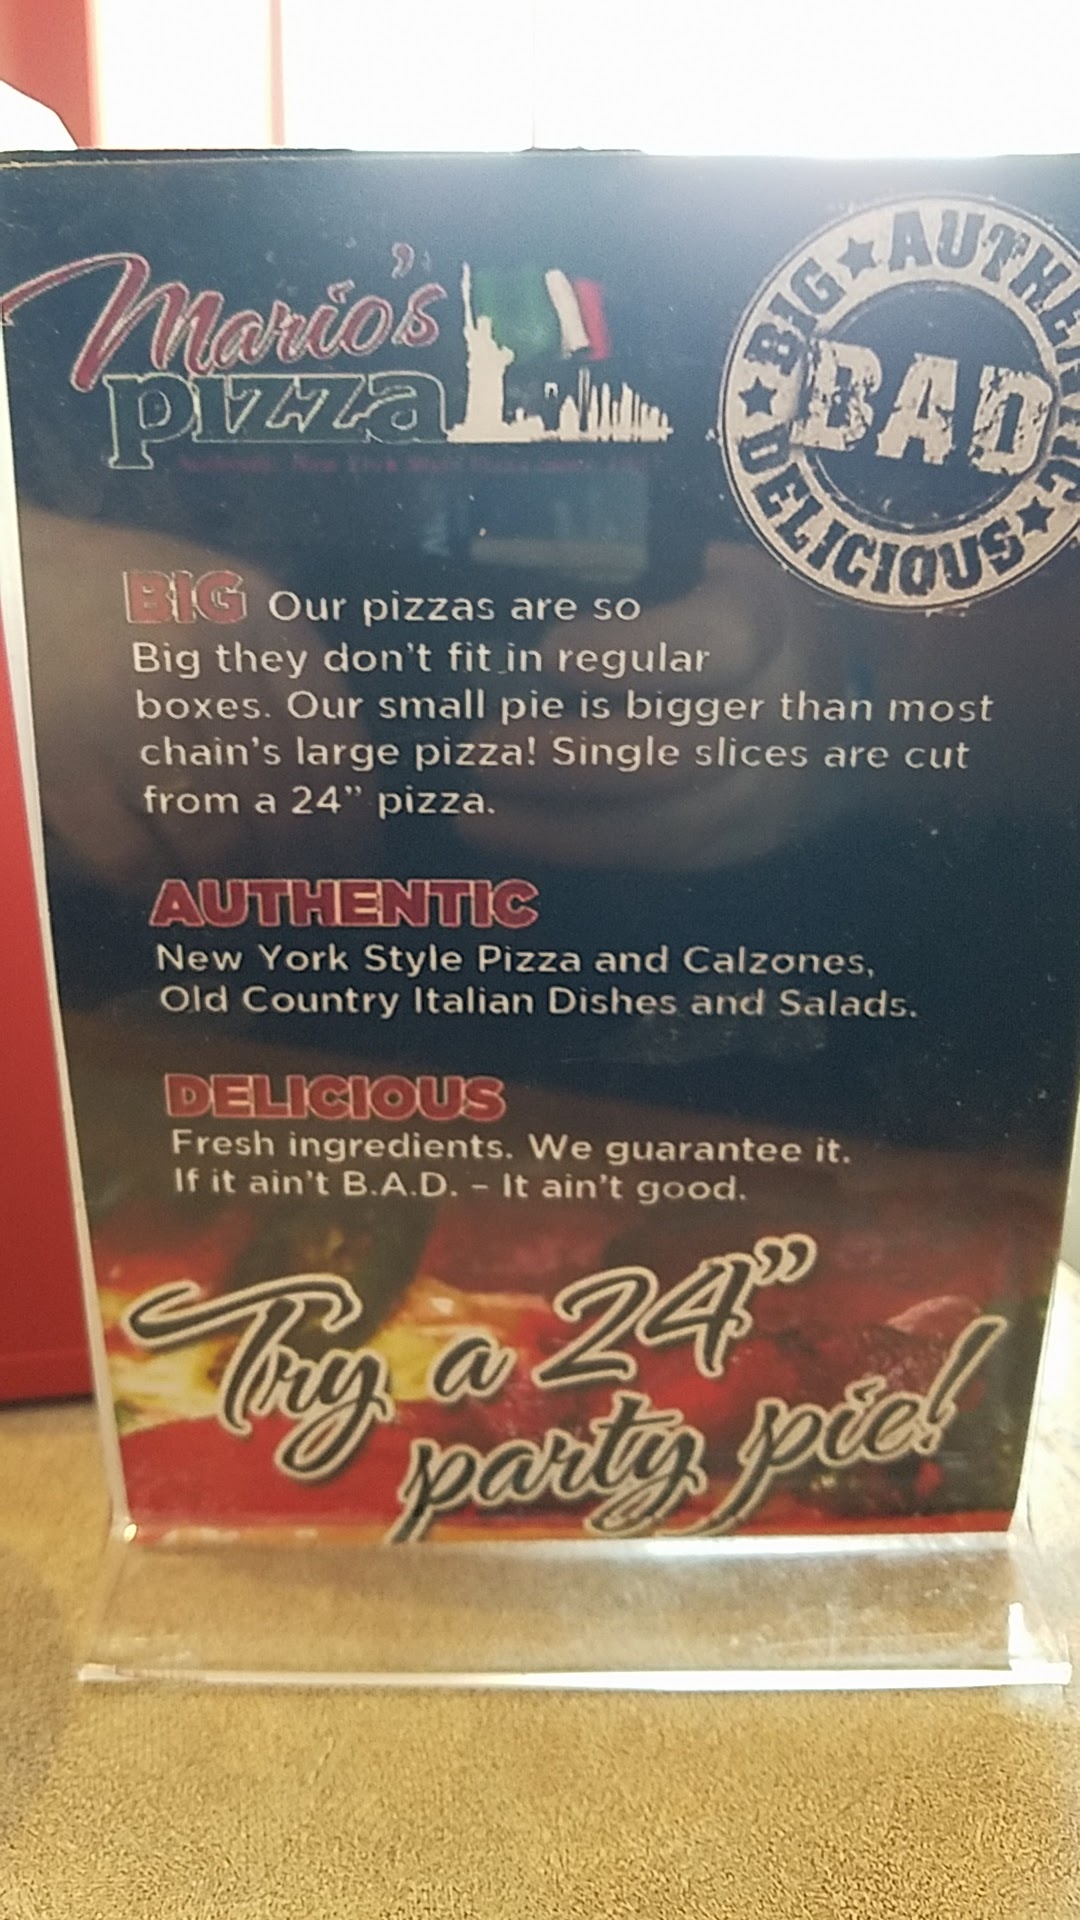 Mario's
pizza
BIG ★ AUTHENTIC ★ DELICIOUS ★
BAD
BIG Our pizzas are so
Big they don't fit in regular
boxes. Our small pie is bigger than most
chain's large pizza! Single slices are cut
from a 24" pizza.
AUTHENTIC
New York Style Pizza and Calzones,
Old Country Italian Dishes and Salads.
DELICIOUS
Fresh ingredients. We guarantee it.
If it ain't B.A.D. – It ain't good.
Try a 24"
party pie!